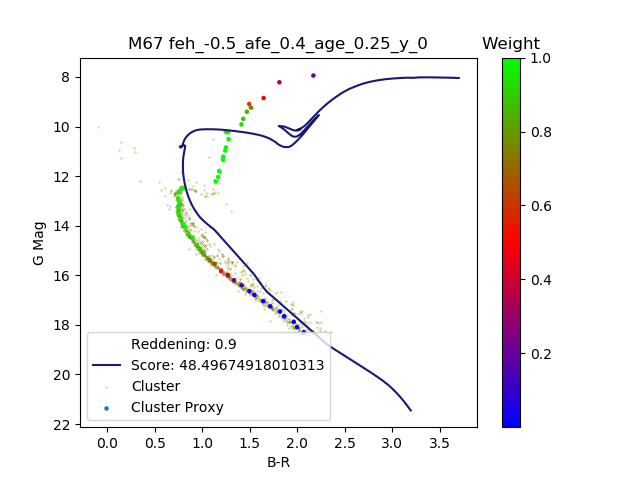 M67 feh_-0.5_afe_0.4_age_0.25_y_0
Weight
8
10
12
14
16
18
20
22
G Mag
0.0 0.5 1.0 1.5 2.0 2.5 3.0 3.5
B-R
Reddening: 0.9
Score: 48.49674918010313
Cluster
Cluster Proxy
1.0
0.8
0.6
0.4
0.2